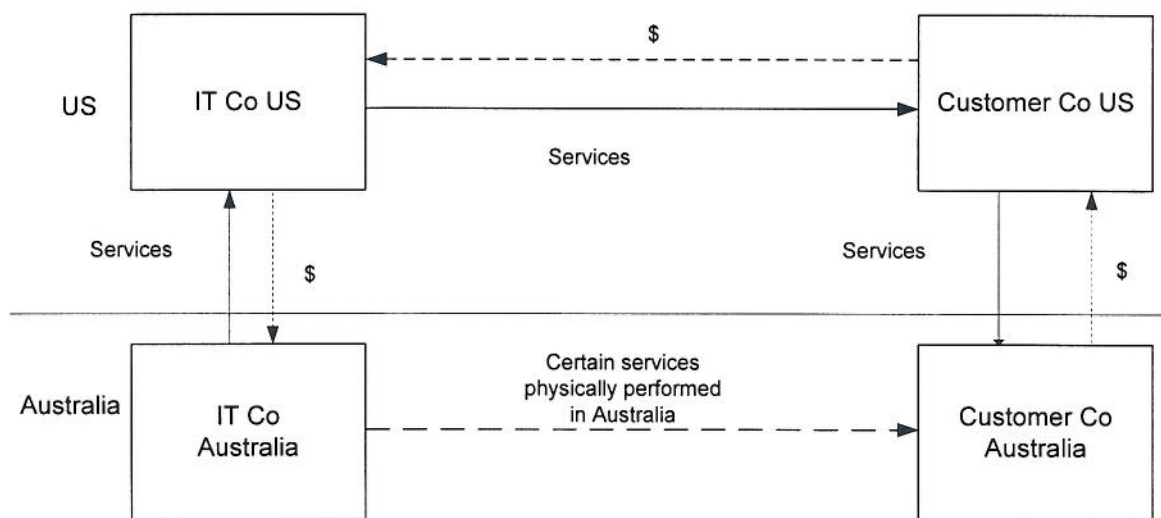 $
US
IT Co US
Customer Co US
Services
Services
$
Services
$
Certain services
physically performed
in Australia
Australia
IT Co
Australia
Customer Co
Australia